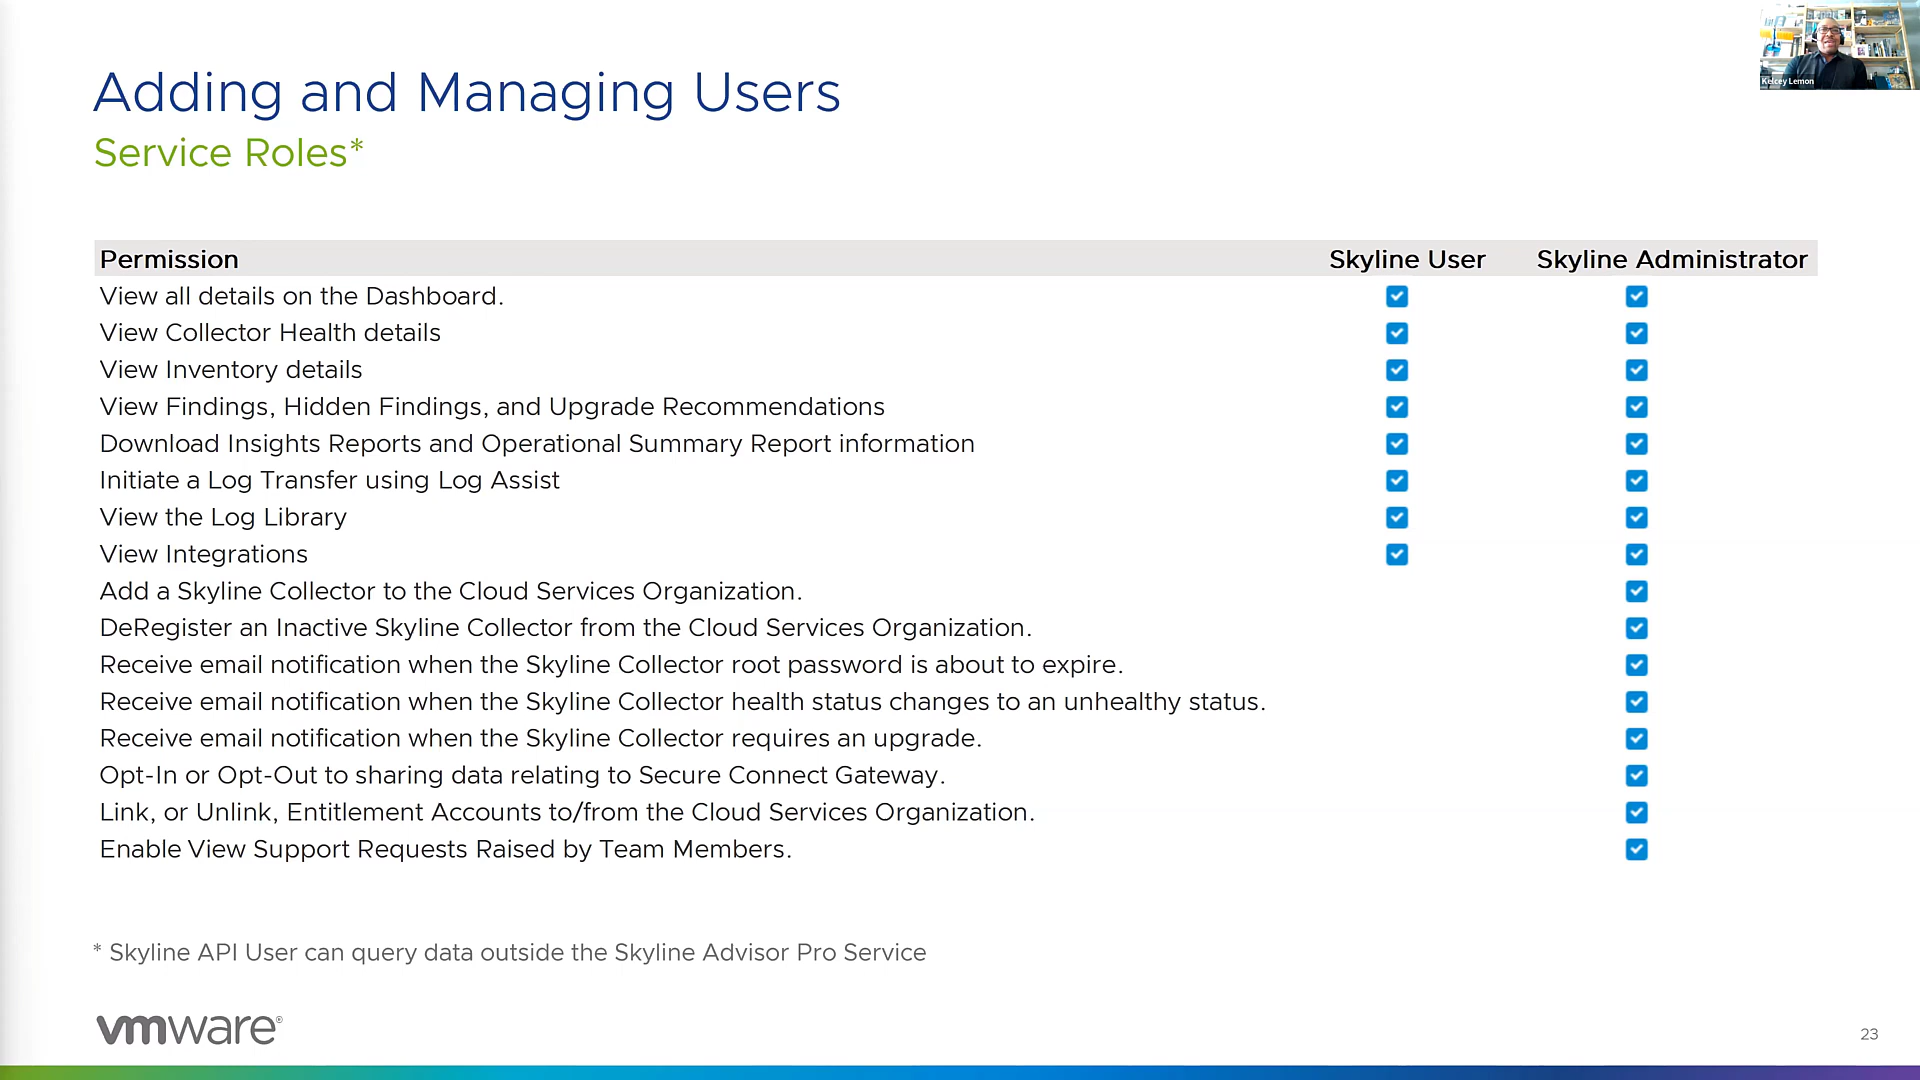 Kelcey Lemon
Adding and Managing Users
Service Roles*
Permission Skyline User Skyline Administrator
View all details on the Dashboard.
View Collector Health details
View Inventory details
View Findings, Hidden Findings, and Upgrade Recommendations
Download Insights Reports and Operational Summary Report information
Initiate a Log Transfer using Log Assist
View the Log Library
View Integrations
Add a Skyline Collector to the Cloud Services Organization.
DeRegister an Inactive Skyline Collector from the Cloud Services Organization.
Receive email notification when the Skyline Collector root password is about to expire.
Receive email notification when the Skyline Collector health status changes to an unhealthy status.
Receive email notification when the Skyline Collector requires an upgrade.
Opt-In or Opt-Out to sharing data relating to Secure Connect Gateway.
Link, or Unlink, Entitlement Accounts to/from the Cloud Services Organization.
Enable View Support Requests Raised by Team Members.
* Skyline API User can query data outside the Skyline Advisor Pro Service
vmware®
23